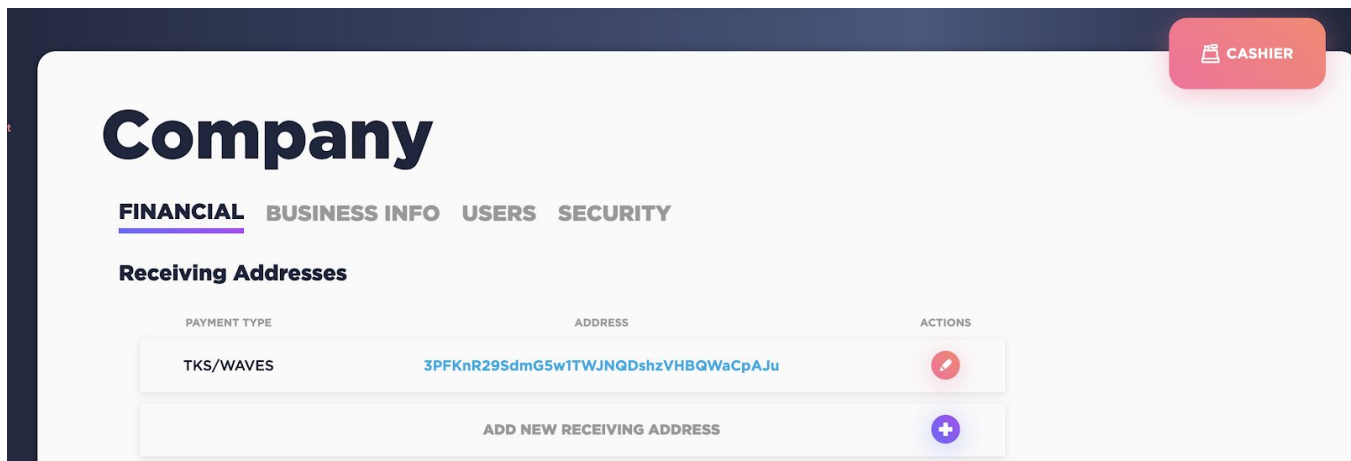 CASHIER
t
Company
FINANCIAL BUSINESS INFO USERS SECURITY
Receiving Addresses
PAYMENT TYPE ADDRESS ACTIONS
TKS/WAVES 3PFKnR29SdmG5w1TWJNQDshzVHBQWaCpAJu
ADD NEW RECEIVING ADDRESS